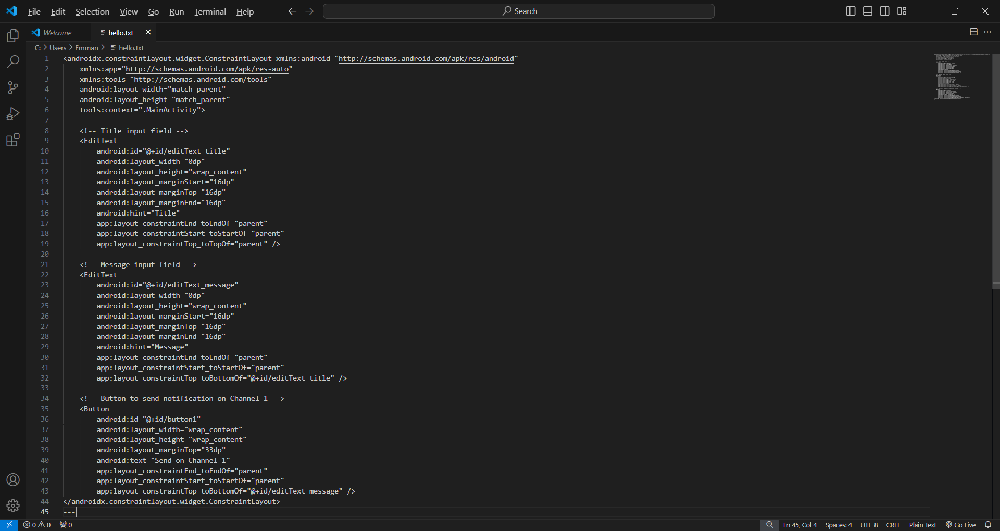 File Edit Selection View Go Run Terminal Help Search
Welcome hello.txt
C: > Users > Emman > hello.txt
1 <androidx.constraintlayout.widget.ConstraintLayout xmlns:android="http://schemas.android.com/apk/res/android"
2 xmlns:app="http://schemas.android.com/apk/res-auto"
3 xmlns:tools="http://schemas.android.com/tools"
4 android:layout_width="match_parent"
5 android:layout_height="match_parent"
6 tools:context=".MainActivity">
7
8 <!-- Title input field -->
9 <EditText
10 android:id="@+id/editText_title"
11 android:layout_width="0dp"
12 android:layout_height="wrap_content"
13 android:layout_marginStart="16dp"
14 android:layout_marginTop="16dp"
15 android:layout_marginEnd="16dp"
16 android:hint="Title"
17 app:layout_constraintEnd_toEndOf="parent"
18 app:layout_constraintStart_toStartOf="parent"
19 app:layout_constraintTop_toTopOf="parent" />
20
21 <!-- Message input field -->
22 <EditText
23 android:id="@+id/editText_message"
24 android:layout_width="0dp"
25 android:layout_height="wrap_content"
26 android:layout_marginStart="16dp"
27 android:layout_marginTop="16dp"
28 android:layout_marginEnd="16dp"
29 android:hint="Message"
30 app:layout_constraintEnd_toEndOf="parent"
31 app:layout_constraintStart_toStartOf="parent"
32 app:layout_constraintTop_toBottomOf="@+id/editText_title" />
33
34 <!-- Button to send notification on Channel 1 -->
35 <Button
36 android:id="@+id/button1"
37 android:layout_width="wrap_content"
38 android:layout_height="wrap_content"
39 android:layout_marginTop="33dp"
40 android:text="Send on Channel 1"
41 app:layout_constraintEnd_toEndOf="parent"
42 app:layout_constraintStart_toStartOf="parent"
43 app:layout_constraintTop_toBottomOf="@+id/editText_message" />
44 </androidx.constraintlayout.widget.ConstraintLayout>
45 ---
0 0 0 Ln 45, Col 4 Spaces: 4 UTF-8 CRLF Plain Text Go Live